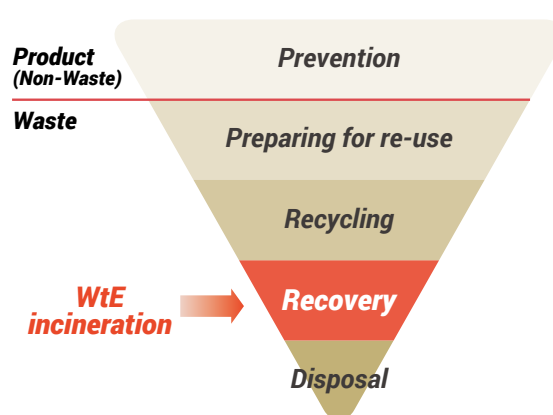 Product
(Non-Waste)
Prevention
Waste
Preparing for re-use
Recycling
WtE
incineration
Recovery
Disposal